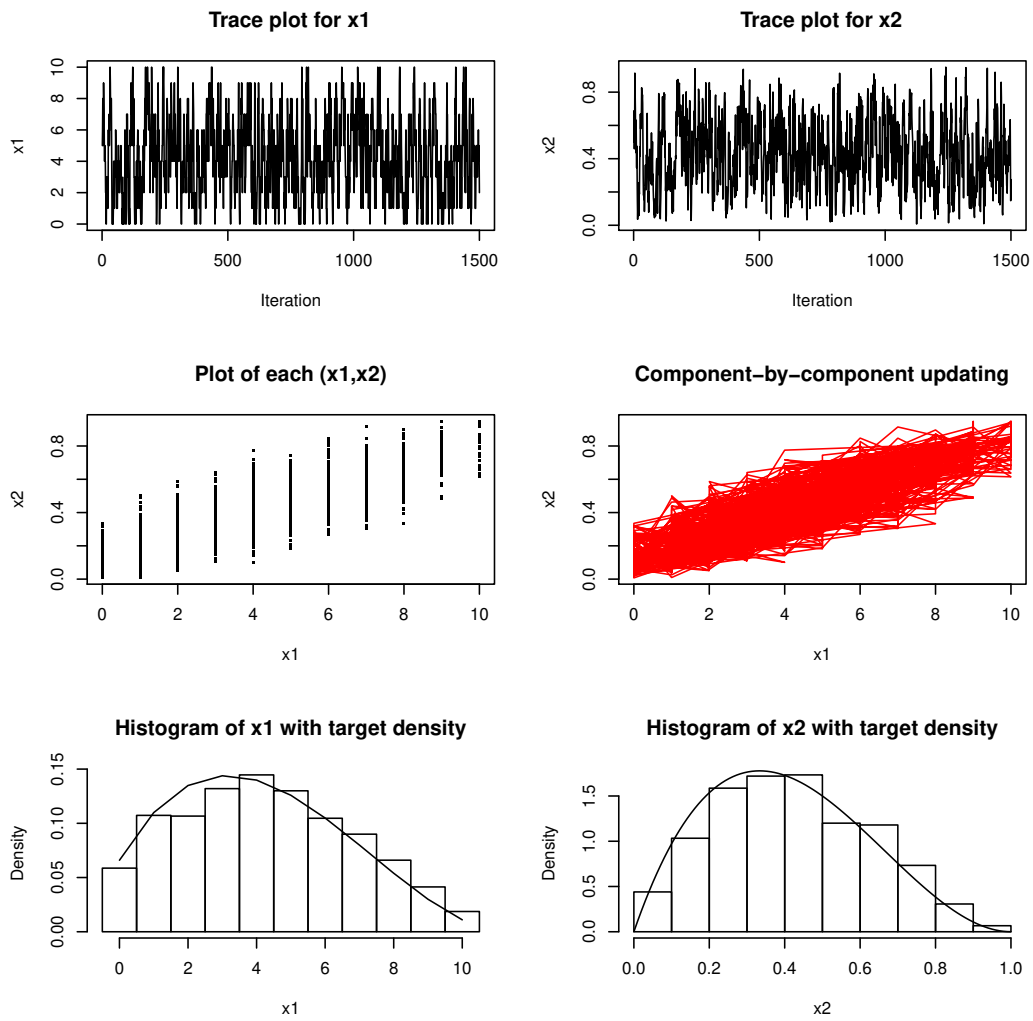 Trace plot for x1
x1
0 2 4 6 8 10
0 500 1000 1500
Iteration
Trace plot for x2
x2
0.0 0.4 0.8
0 500 1000 1500
Iteration
Plot of each (x1,x2)
x2
0.0 0.4 0.8
0 2 4 6 8 10
x1
Component−by−component updating
x2
0.0 0.4 0.8
0 2 4 6 8 10
x1
Histogram of x1 with target density
Density
0.00 0.05 0.10 0.15
0 2 4 6 8 10
x1
Histogram of x2 with target density
Density
0.0 0.5 1.0 1.5
0.0 0.2 0.4 0.6 0.8 1.0
x2